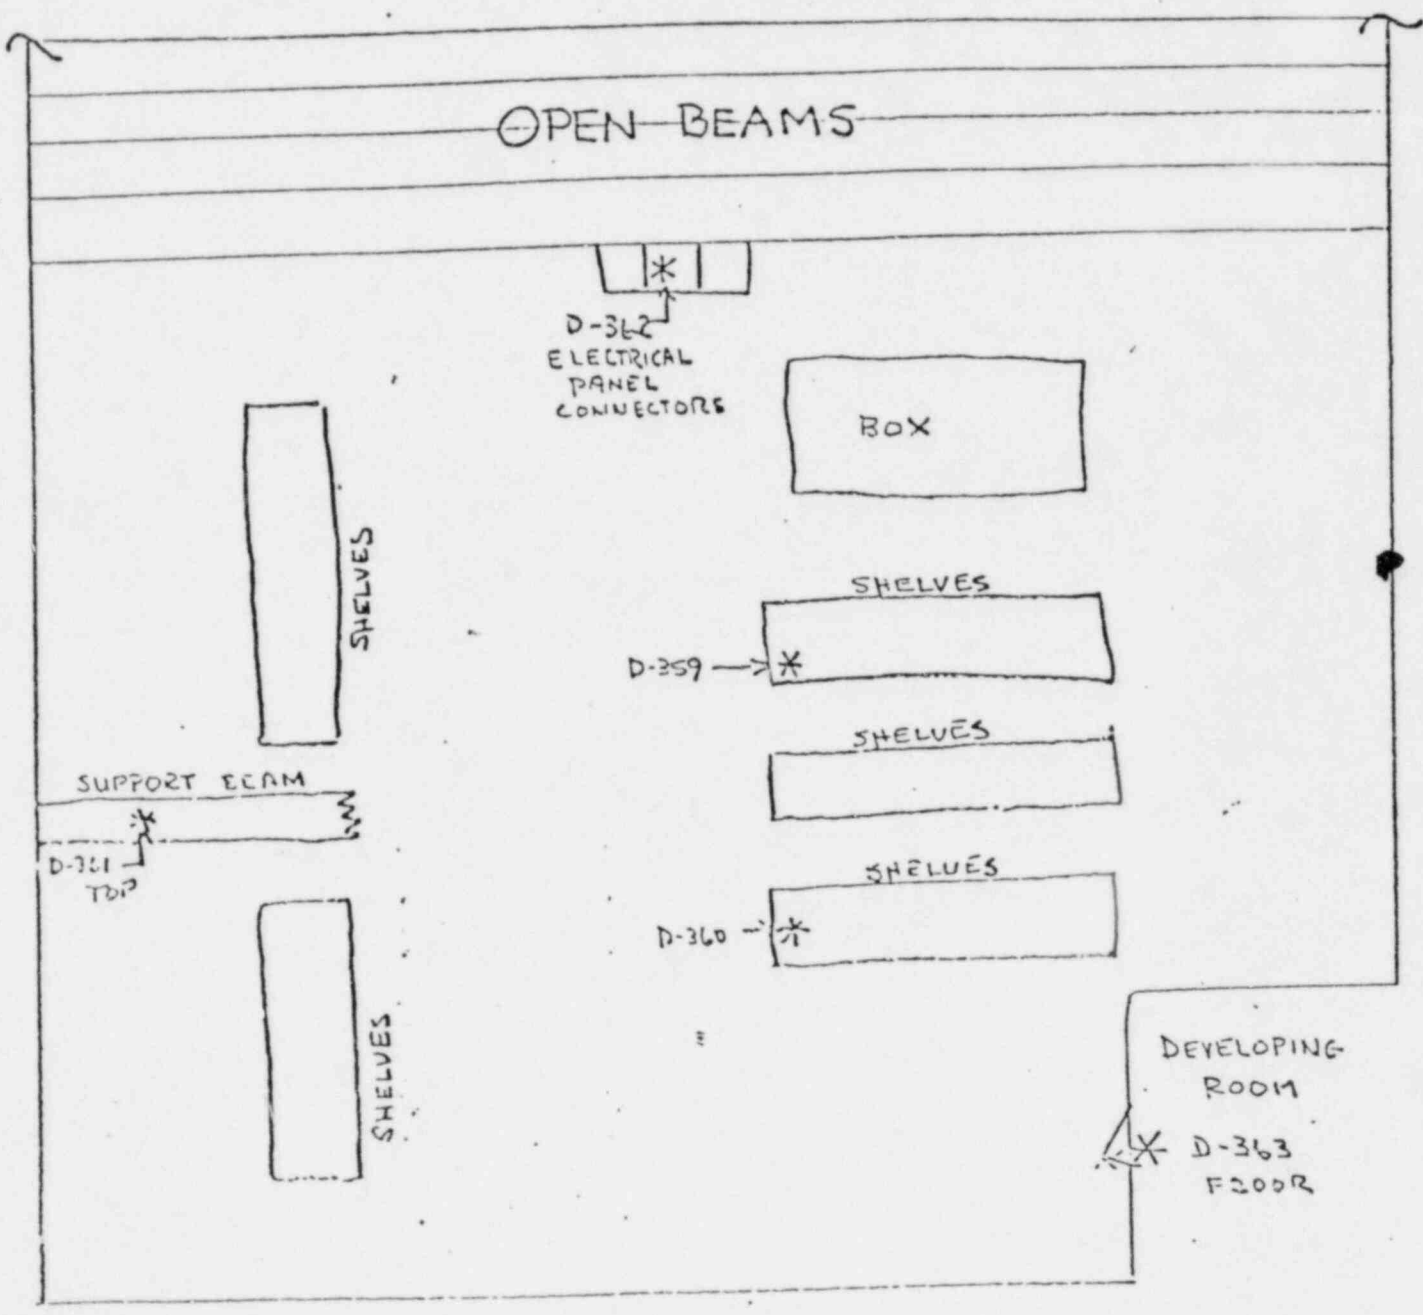 OPEN BEAMS
D-362
ELECTRICAL
PANEL
CONNECTORS
BOX
SHELVES
SHELVES
D-359
SHELVES
SUPPORT BEAM
D-361
TOP
SHELVES
D-360
SHELVES
DEVELOPING
ROOM
D-363
FLOOR